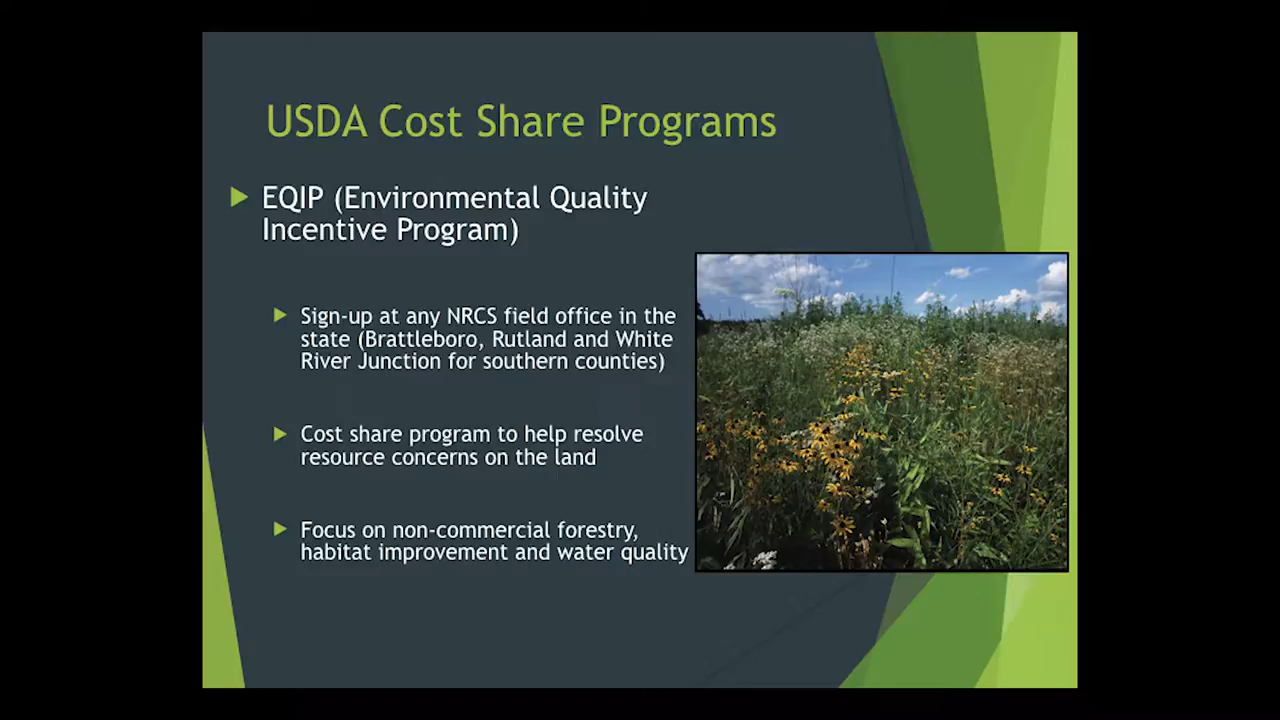 USDA Cost Share Programs
EQIP (Environmental Quality
Incentive Program)
Sign-up at any NRCS field office in the
state (Brattleboro, Rutland and White
River Junction for southern counties)
Cost share program to help resolve
resource concerns on the land
Focus on non-commercial forestry,
habitat improvement and water quality